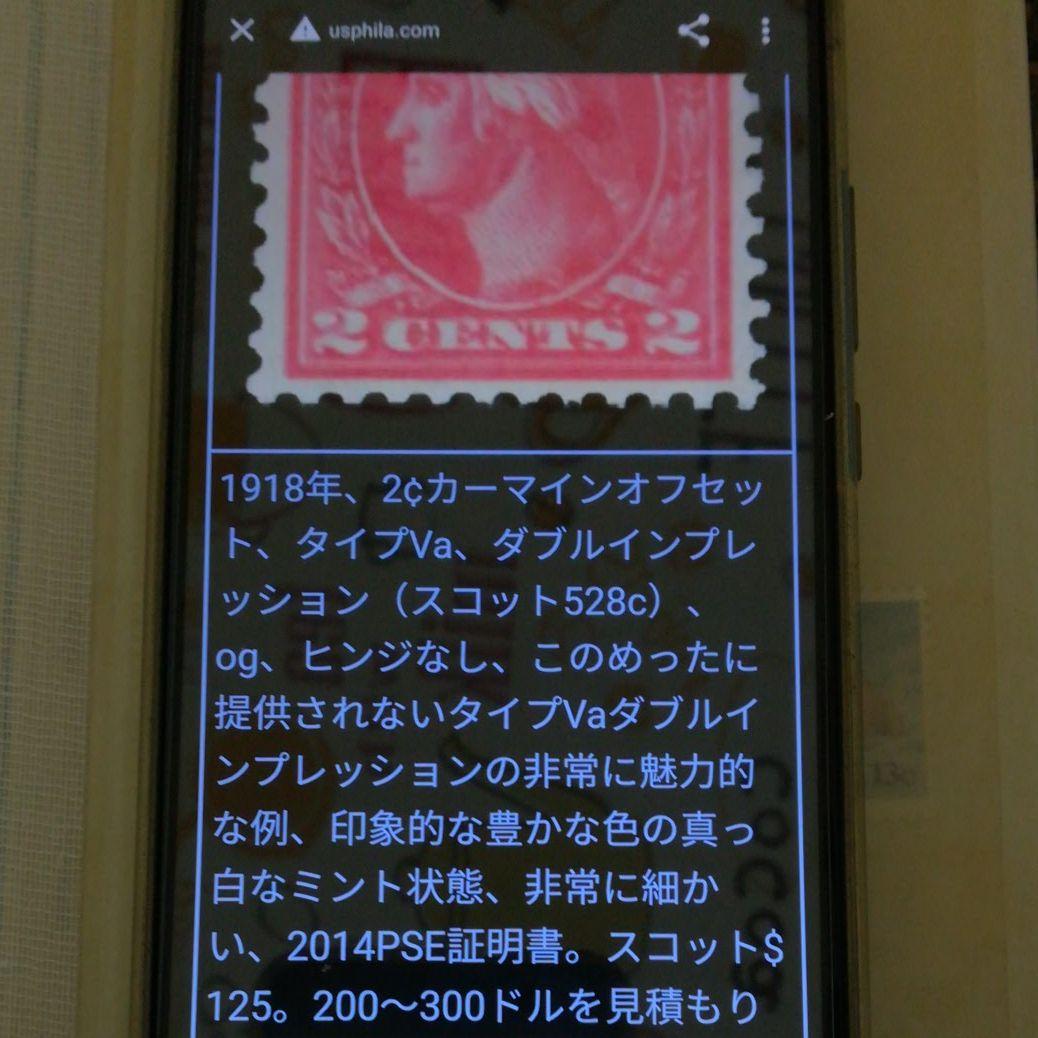 usphila.com
2 CENTS 2
1918年、2¢カーマインオフセッ
ト、タイプVa、ダブルインプレ
ッション（スコット528c）、
og、ヒンジなし、このめったに
提供されないタイプVaダブルイ
ンプレッションの非常に魅力的
な例、印象的な豊かな色の真っ
白なミント状態、非常に細か
い、2014PSE証明書。スコット$
125。200〜300ドルを見積もり
13c